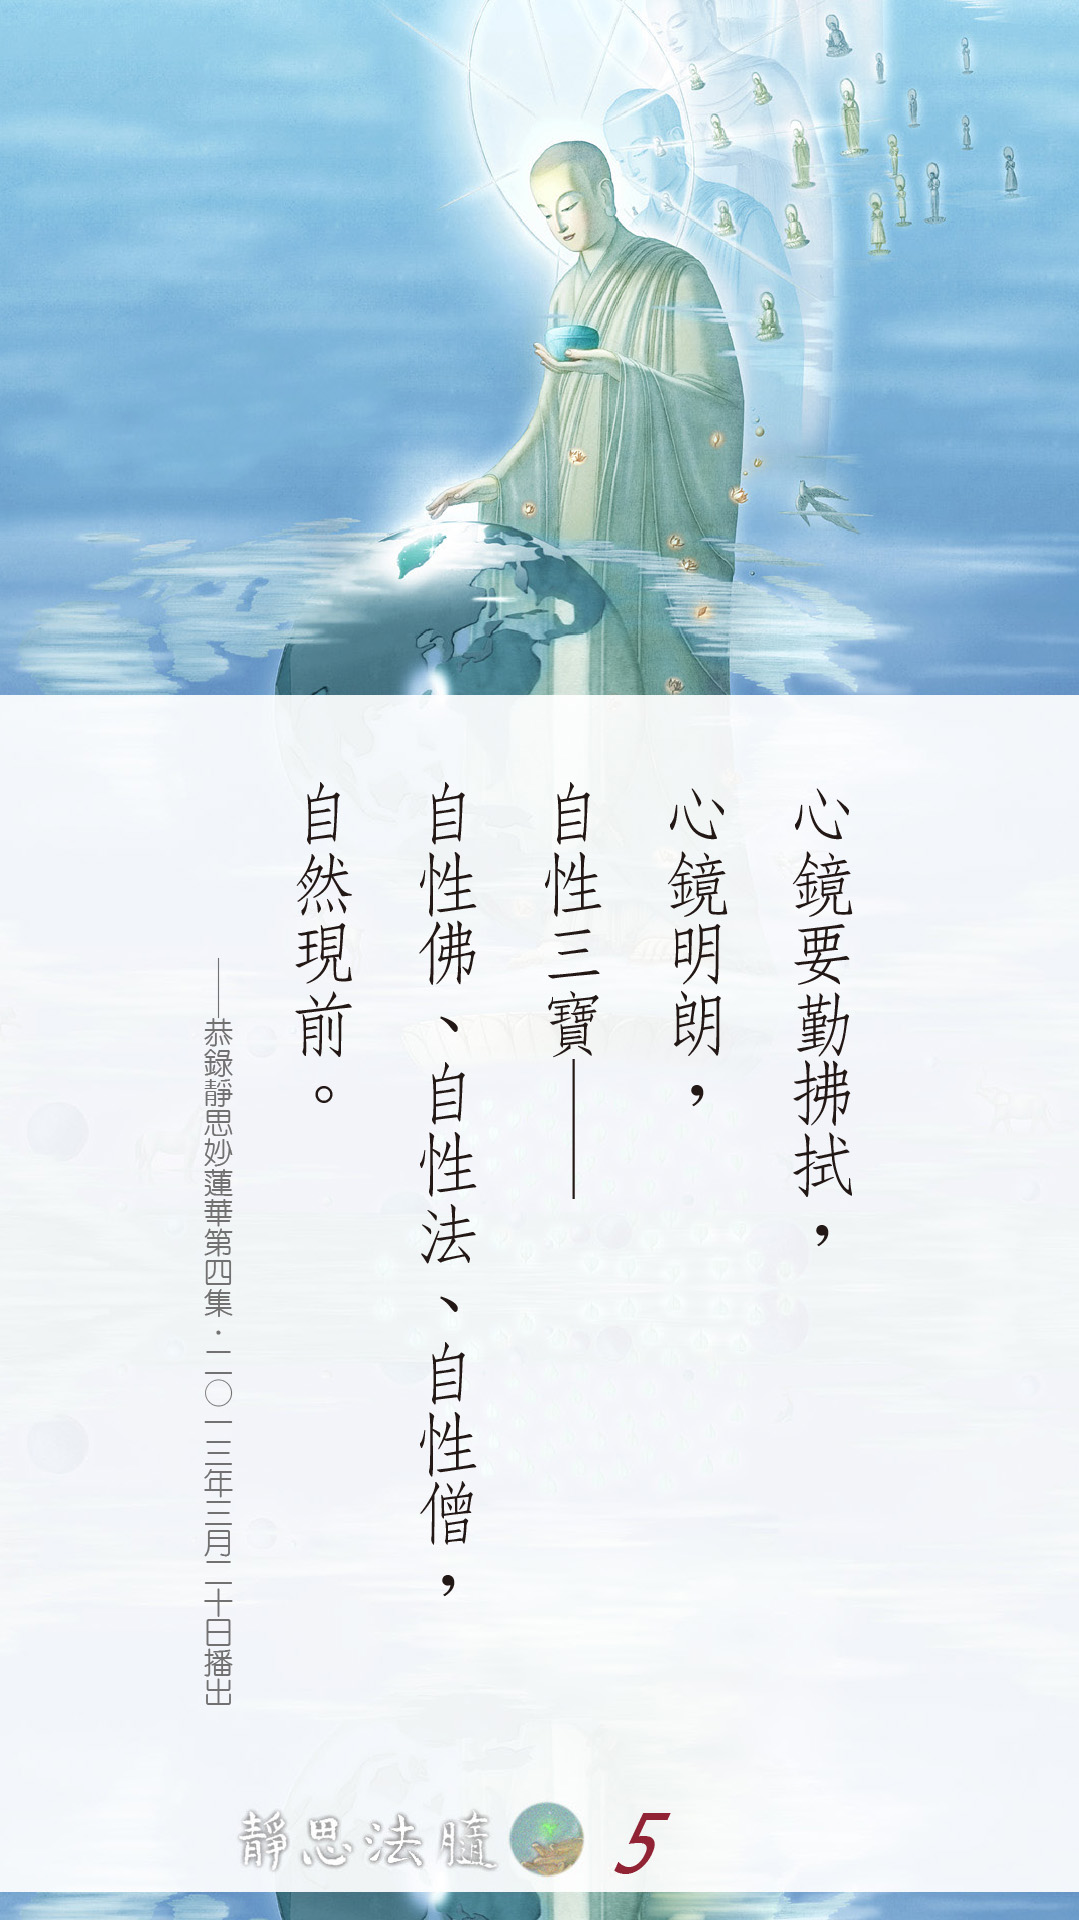 心鏡要勤拂拭，
心鏡明朗，
自性三寶——
自性佛、自性法、自性僧，
自然現前。
——恭錄靜思妙蓮華第四集·二〇一三年三月二十日播出
靜思法髓 5